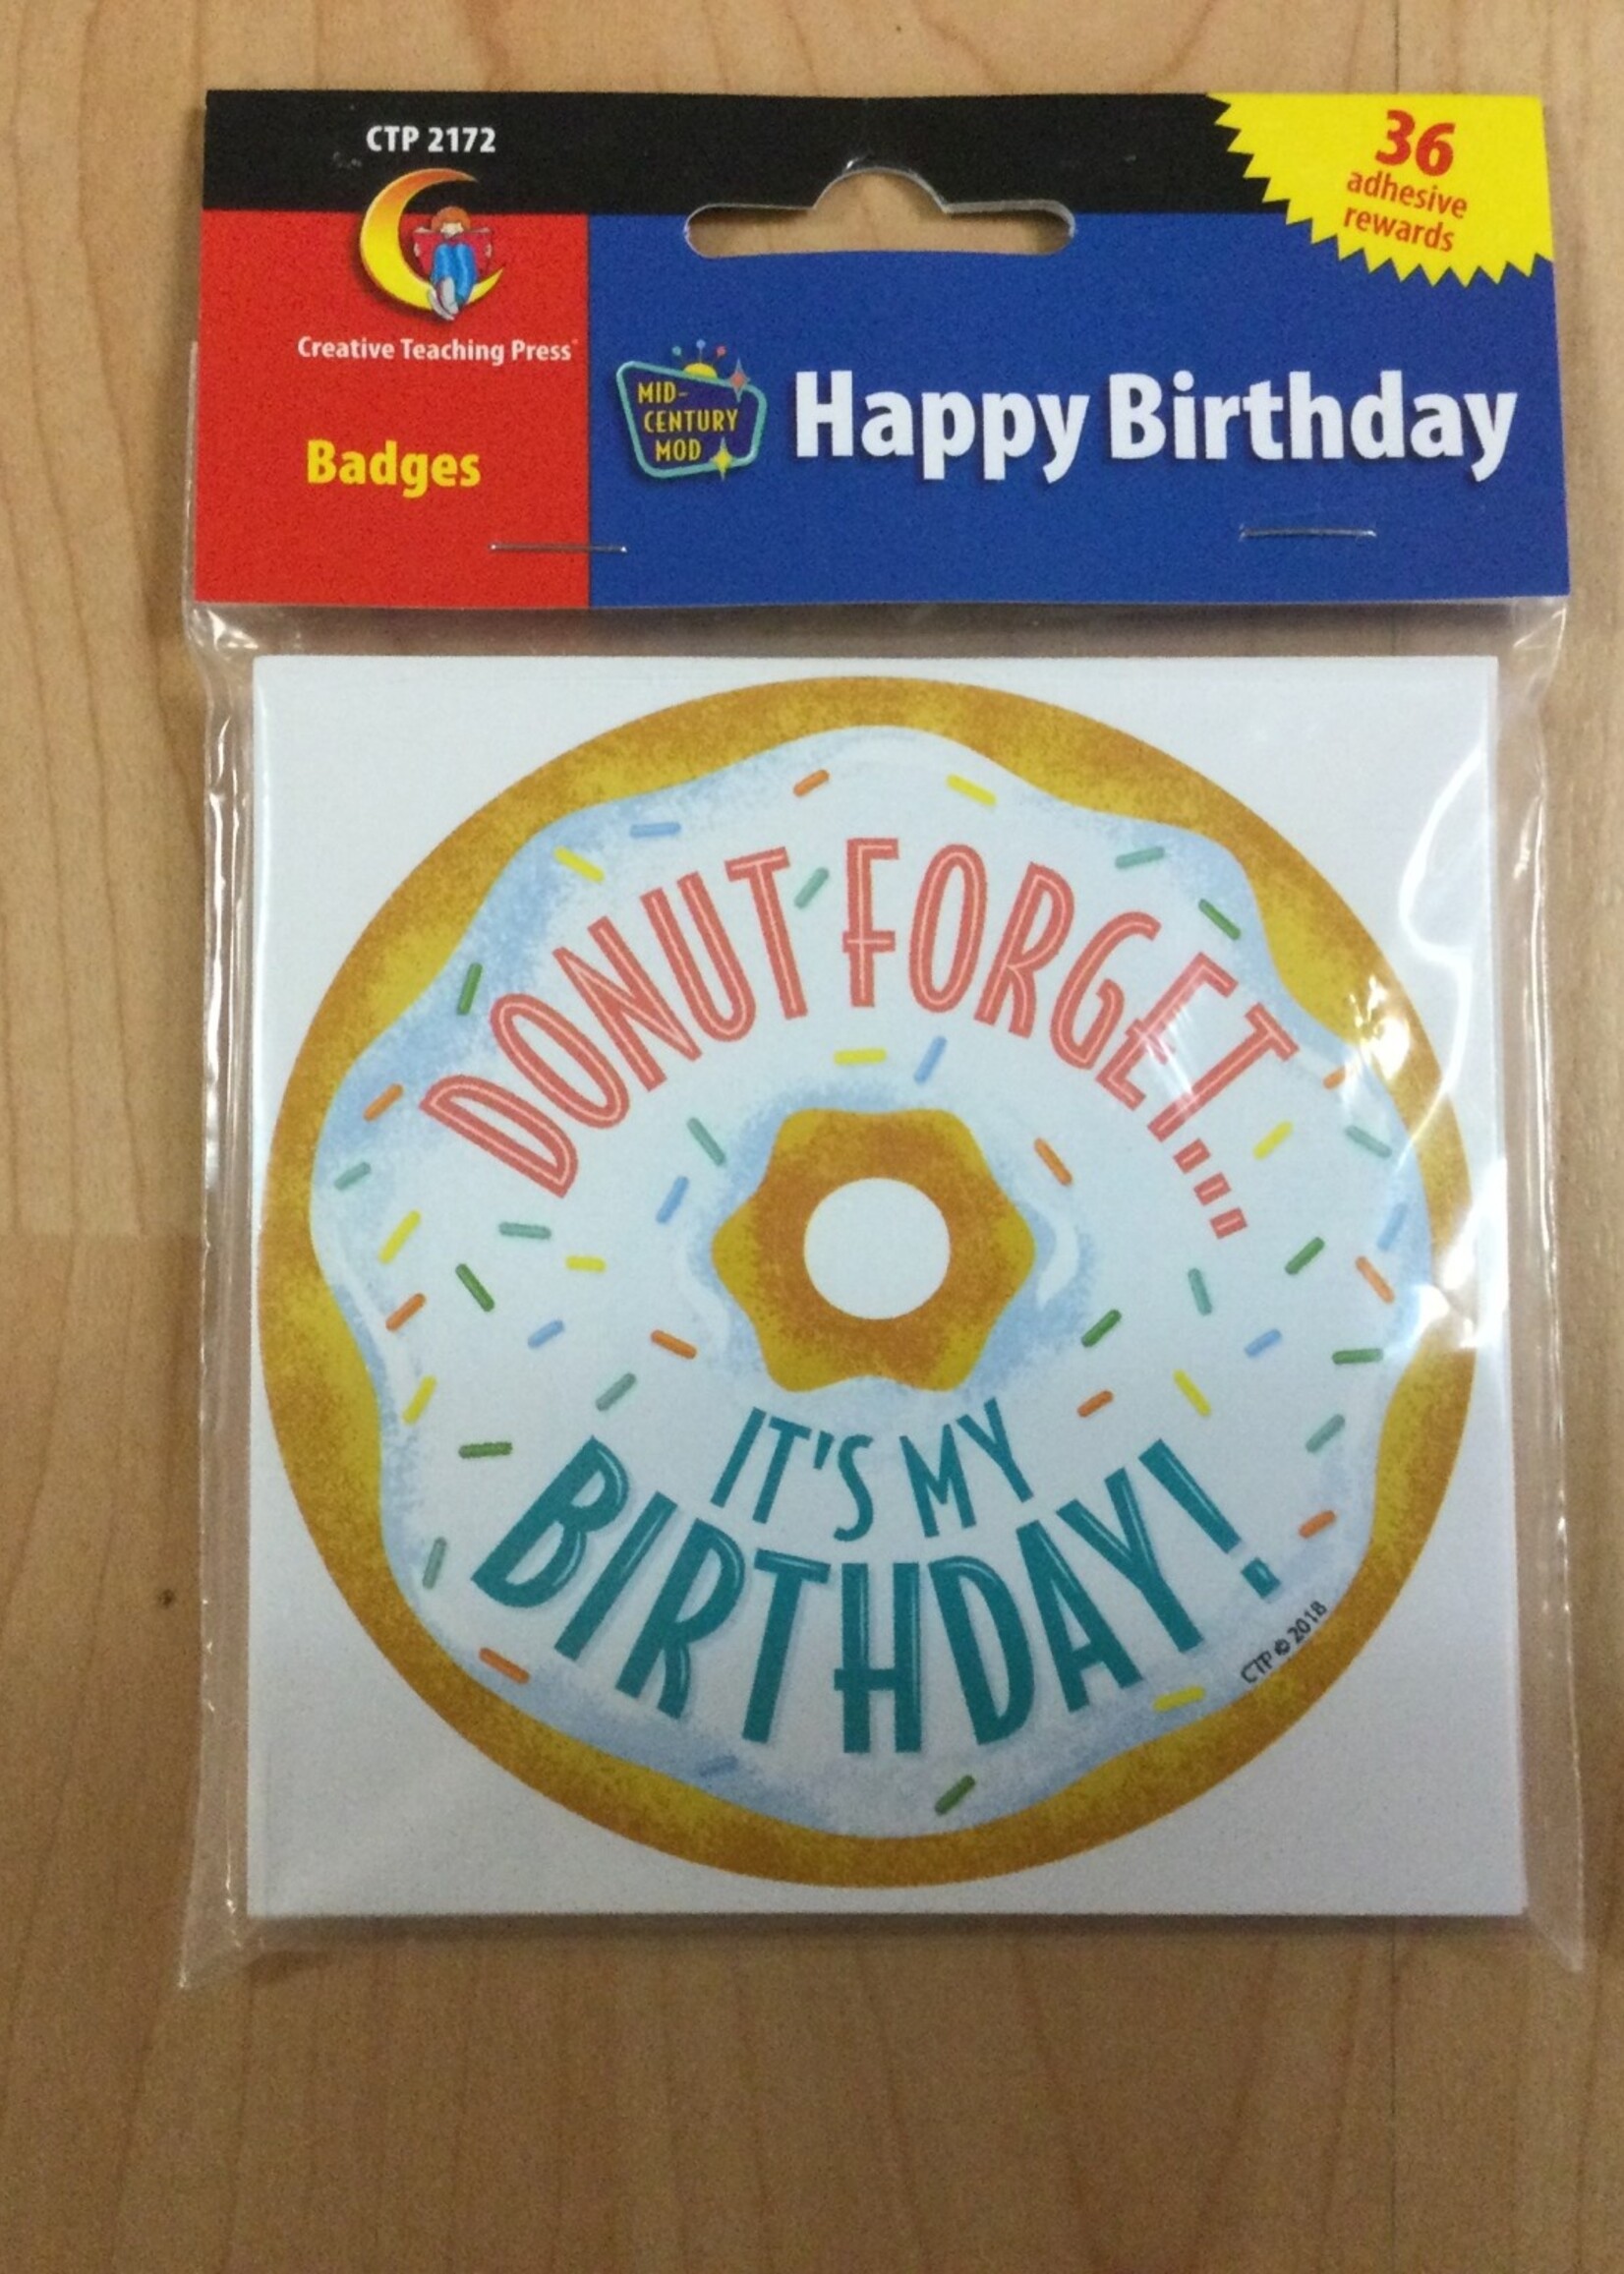 CTP 2172
Creative Teaching Press®
Badges
36
adhesive
rewards
MID-
CENTURY
MOD
Happy Birthday
DONUT FORGET...
IT'S MY
BIRTHDAY!
CTP © 2018